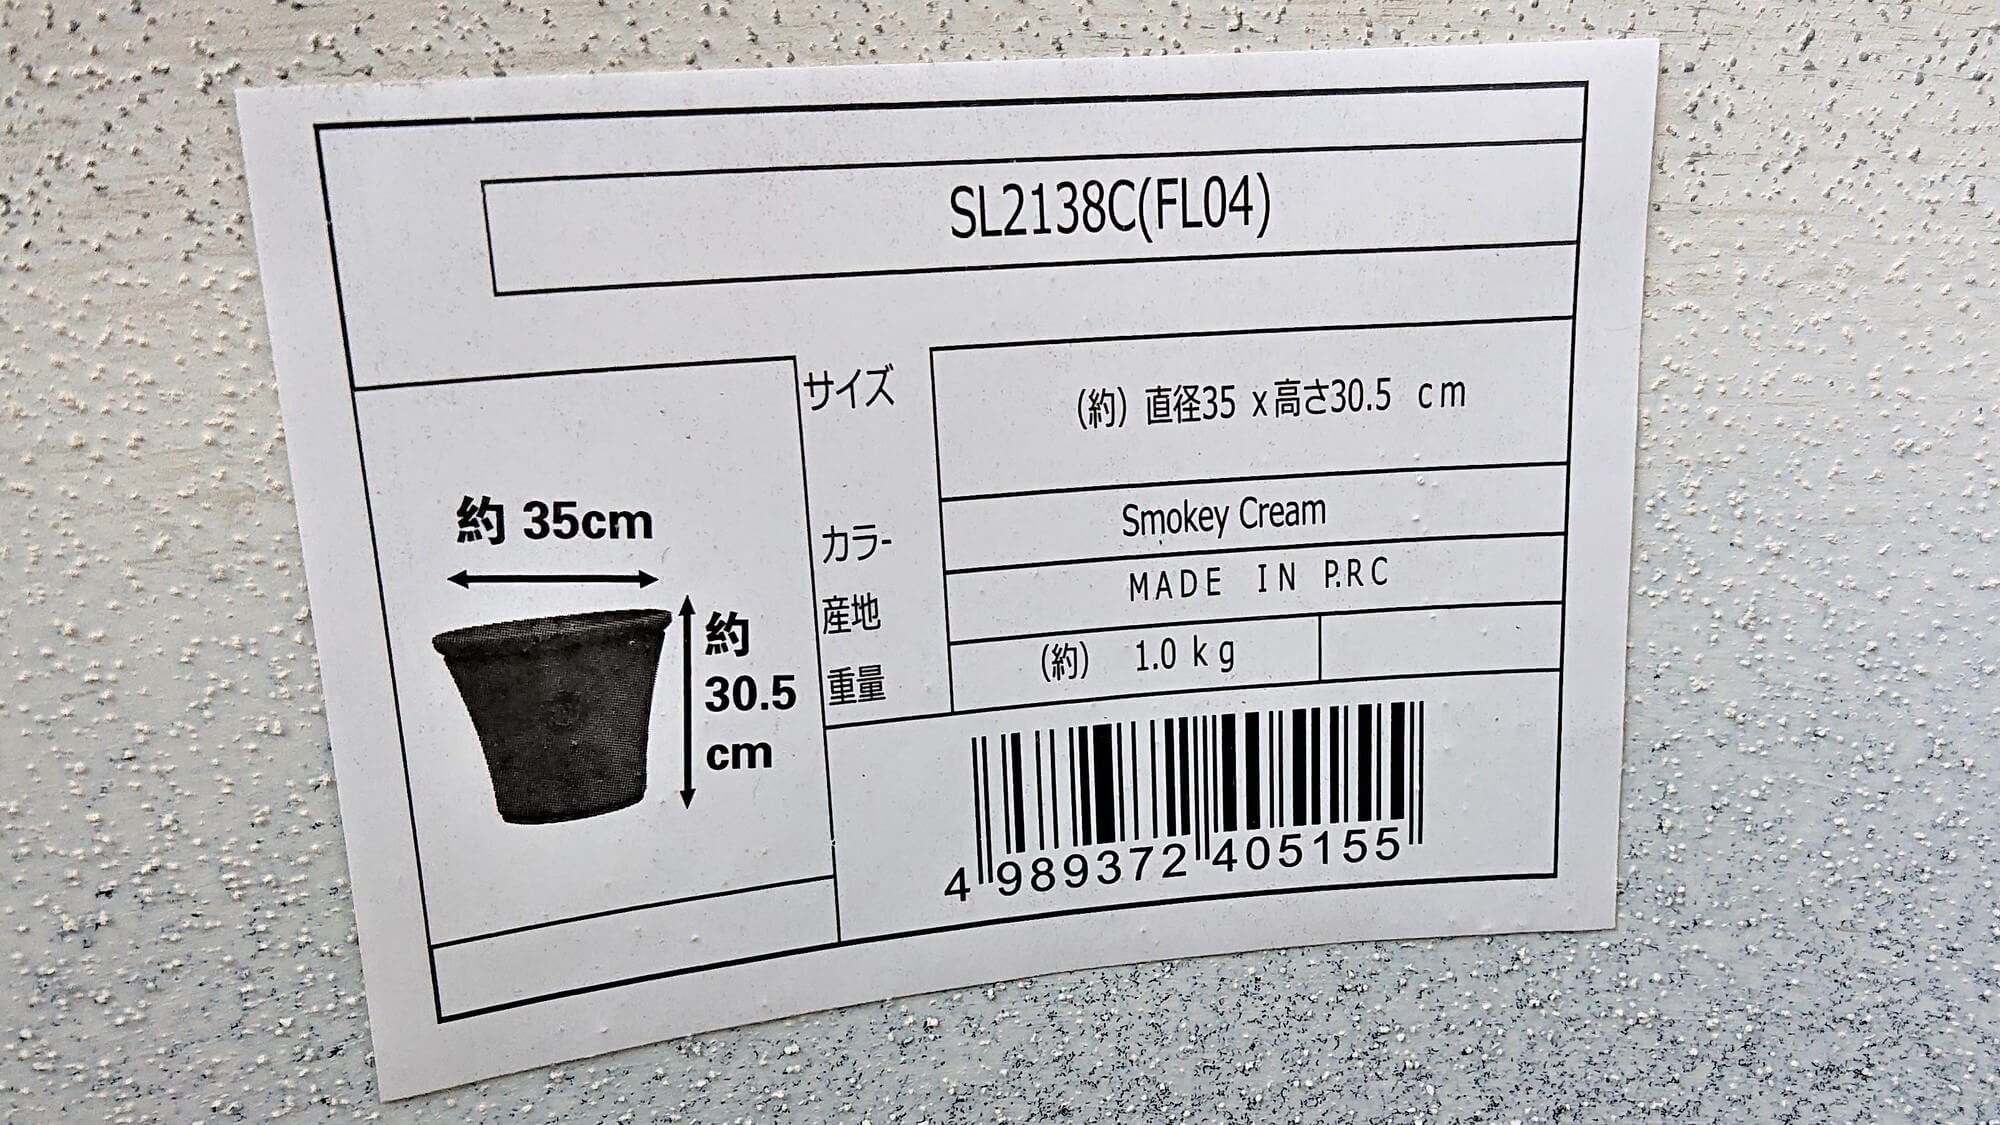 SL2138C(FL04)
サイズ
(約) 直径35 x高さ30.5 cm
カラ-
Smokey Cream
産地
MADE IN P.RC
重量
(約) 1.0 kg
約 35cm
約
30.5
cm
4 989372 405155